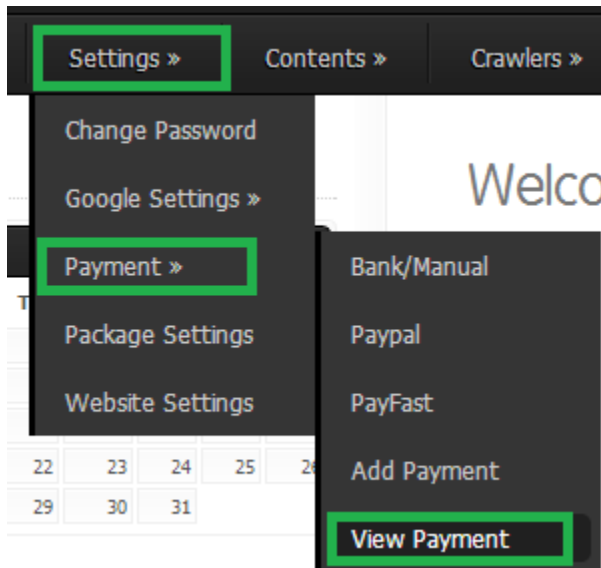 Settings » Contents » Crawlers »
Change Password
Google Settings »
Welco
Payment »
Bank/Manual
T
Package Settings
Paypal
Website Settings
PayFast
22 23 24 25 26
Add Payment
29 30 31
View Payment